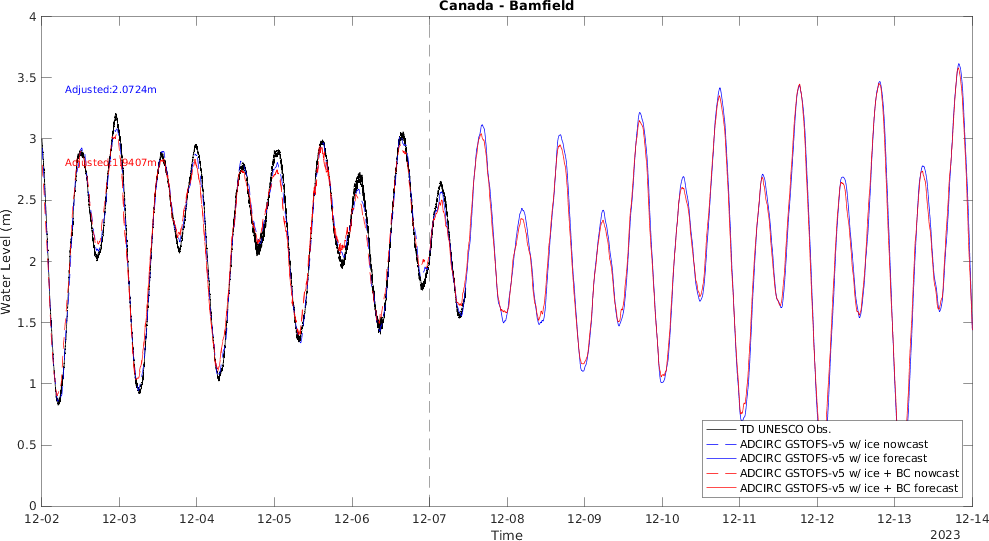 Canada - Bamfield
4
3.5
3
2.5
2
1.5
1
0.5
0
Water Level (m)
Adjusted:2.0724m
Adjusted:1.9407m
TD UNESCO Obs.
ADCIRC GSTOFS-v5 w/ ice nowcast
ADCIRC GSTOFS-v5 w/ ice forecast
ADCIRC GSTOFS-v5 w/ ice + BC nowcast
ADCIRC GSTOFS-v5 w/ ice + BC forecast
12-02 12-03 12-04 12-05 12-06 12-07 12-08 12-09 12-10 12-11 12-12 12-13 12-14
Time
2023